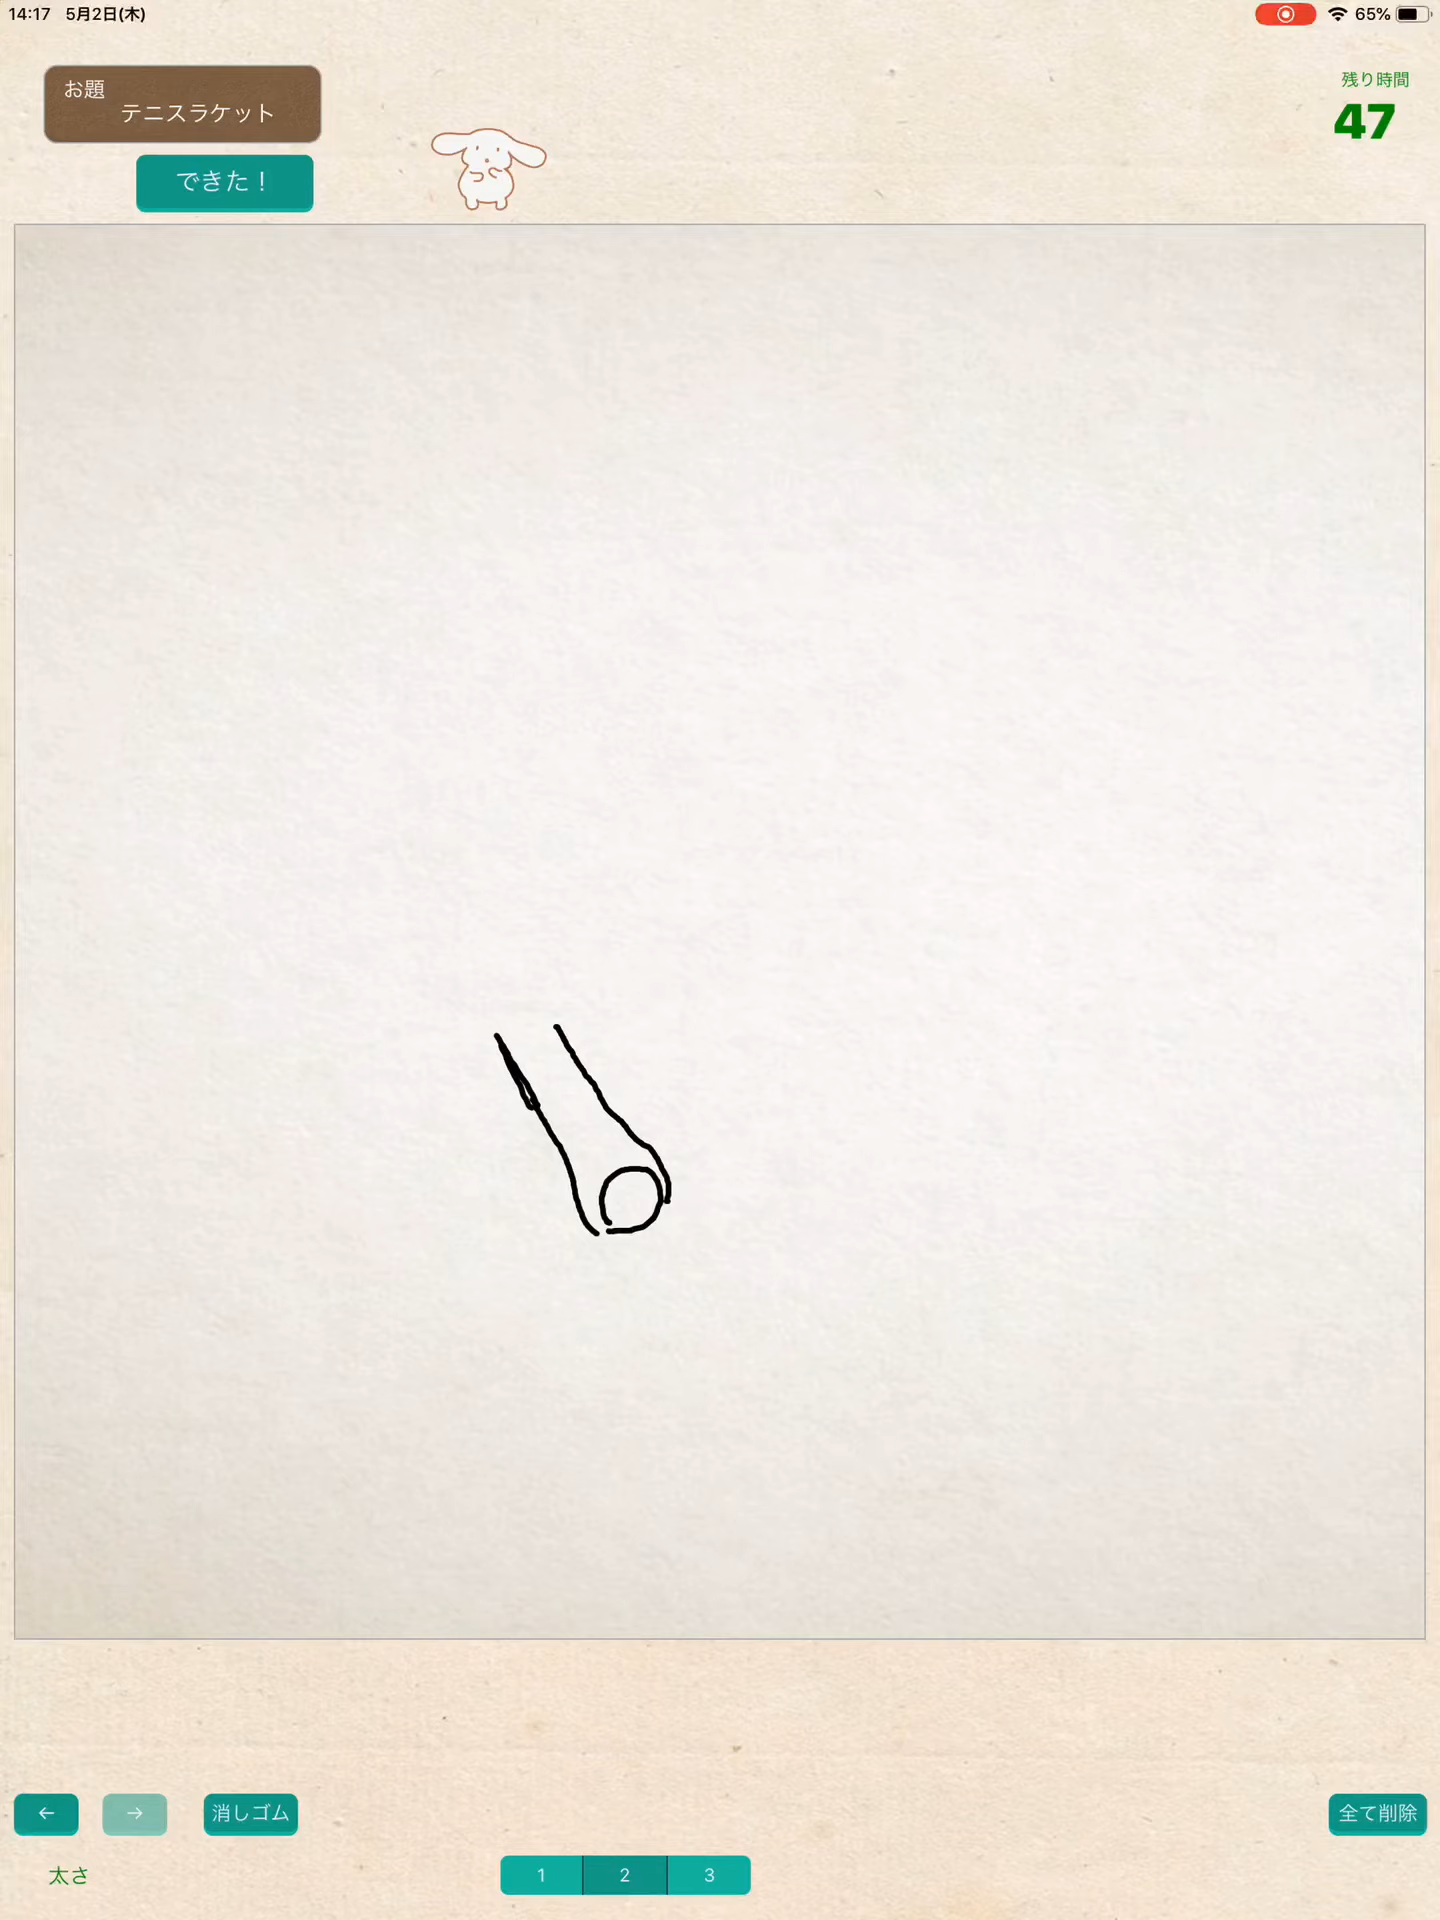 14:17 5月2日(木)
65%
お題
テニスラケット
できた！
残り時間
47
←
→
消しゴム
全て削除
太さ
1
2
3